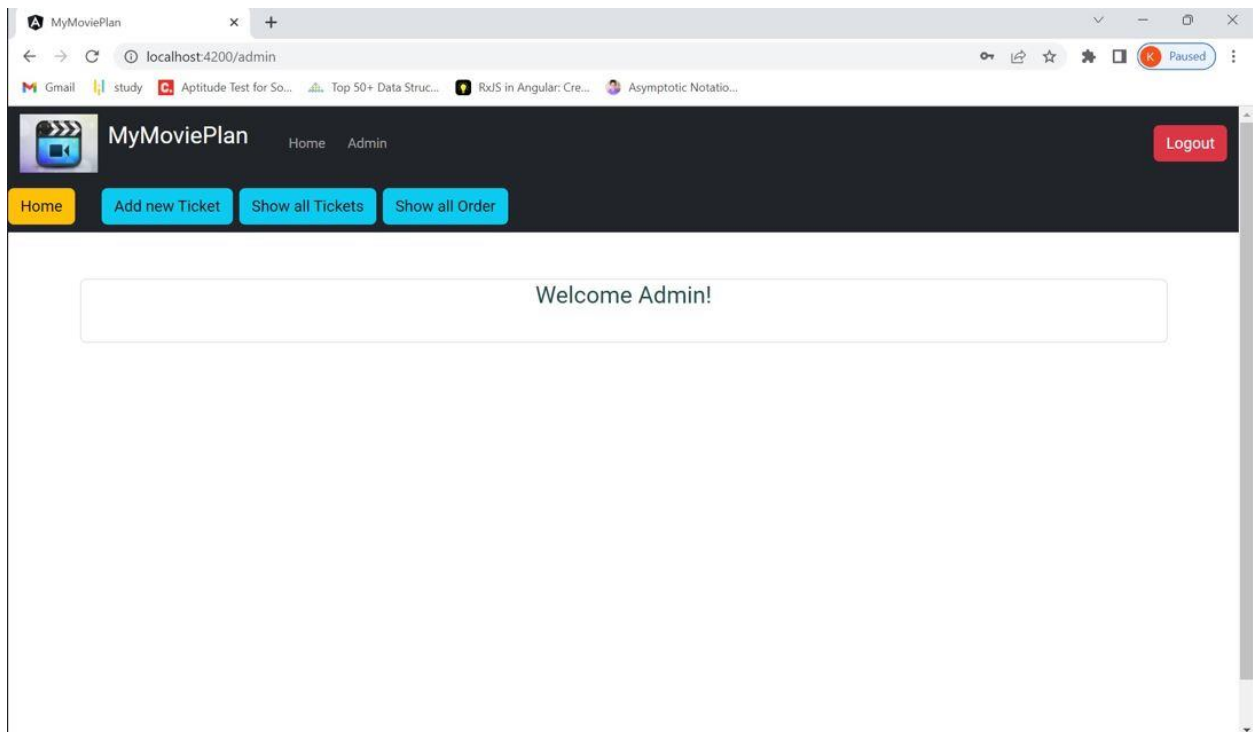 MyMoviePlan
localhost:4200/admin
K Paused
Gmail study C. Aptitude Test for So... Top 50+ Data Struc... RxJS in Angular: Cre... Asymptotic Notatio...
MyMoviePlan Home Admin Logout
Home Add new Ticket Show all Tickets Show all Order
Welcome Admin!